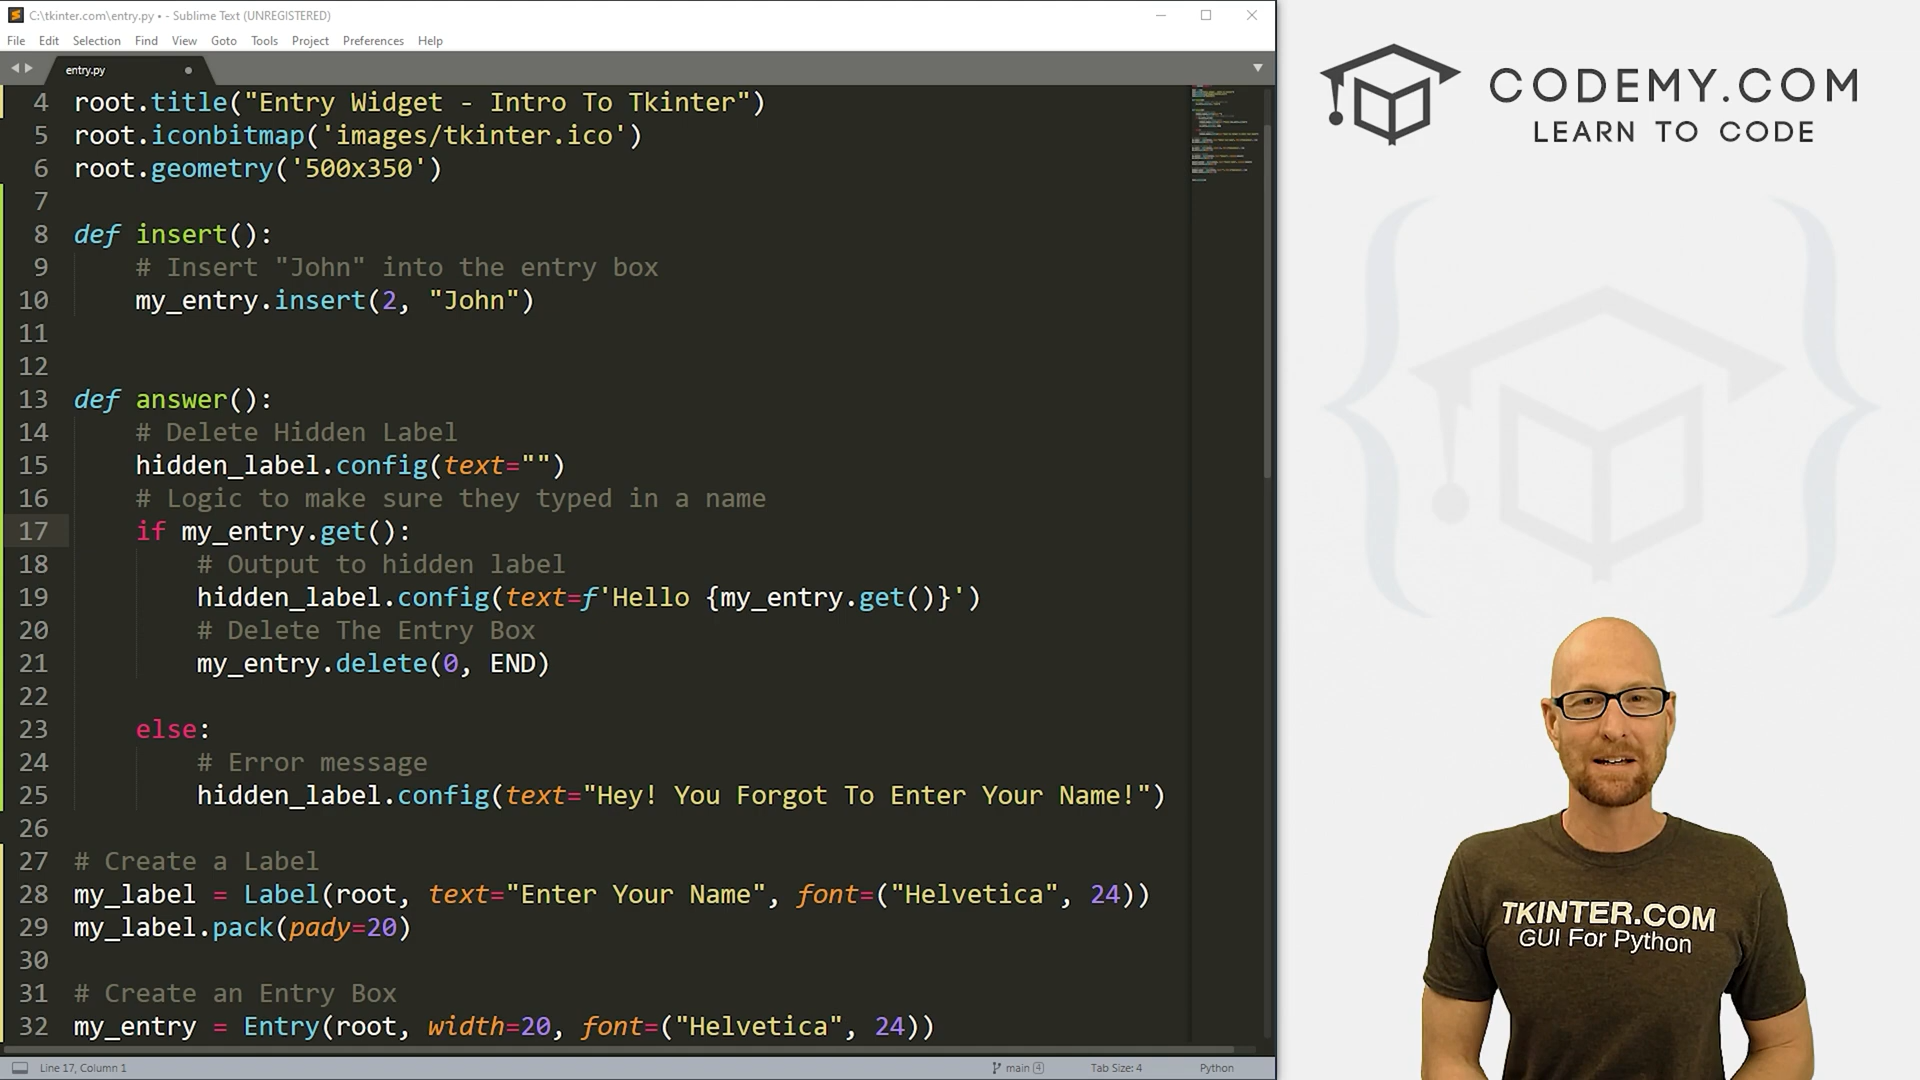 C:\tkinter.com\entry.py • - Sublime Text (UNREGISTERED)
File Edit Selection Find View Goto Tools Project Preferences Help
entry.py
4 root.title("Entry Widget - Intro To Tkinter")
5 root.iconbitmap('images/tkinter.ico')
6 root.geometry('500x350')
7
8 def insert():
9     # Insert "John" into the entry box
10     my_entry.insert(2, "John")
11
12
13 def answer():
14     # Delete Hidden Label
15     hidden_label.config(text="")
16     # Logic to make sure they typed in a name
17     if my_entry.get():
18         # Output to hidden label
19         hidden_label.config(text=f'Hello {my_entry.get()}')
20         # Delete The Entry Box
21         my_entry.delete(0, END)
22
23     else:
24         # Error message
25         hidden_label.config(text="Hey! You Forgot To Enter Your Name!")
26
27 # Create a Label
28 my_label = Label(root, text="Enter Your Name", font=("Helvetica", 24))
29 my_label.pack(pady=20)
30
31 # Create an Entry Box
32 my_entry = Entry(root, width=20, font=("Helvetica", 24))
Line 17, Column 1
main 4
Tab Size: 4
Python
CODEMY.COM
LEARN TO CODE
TKINTER.COM
GUI For Python